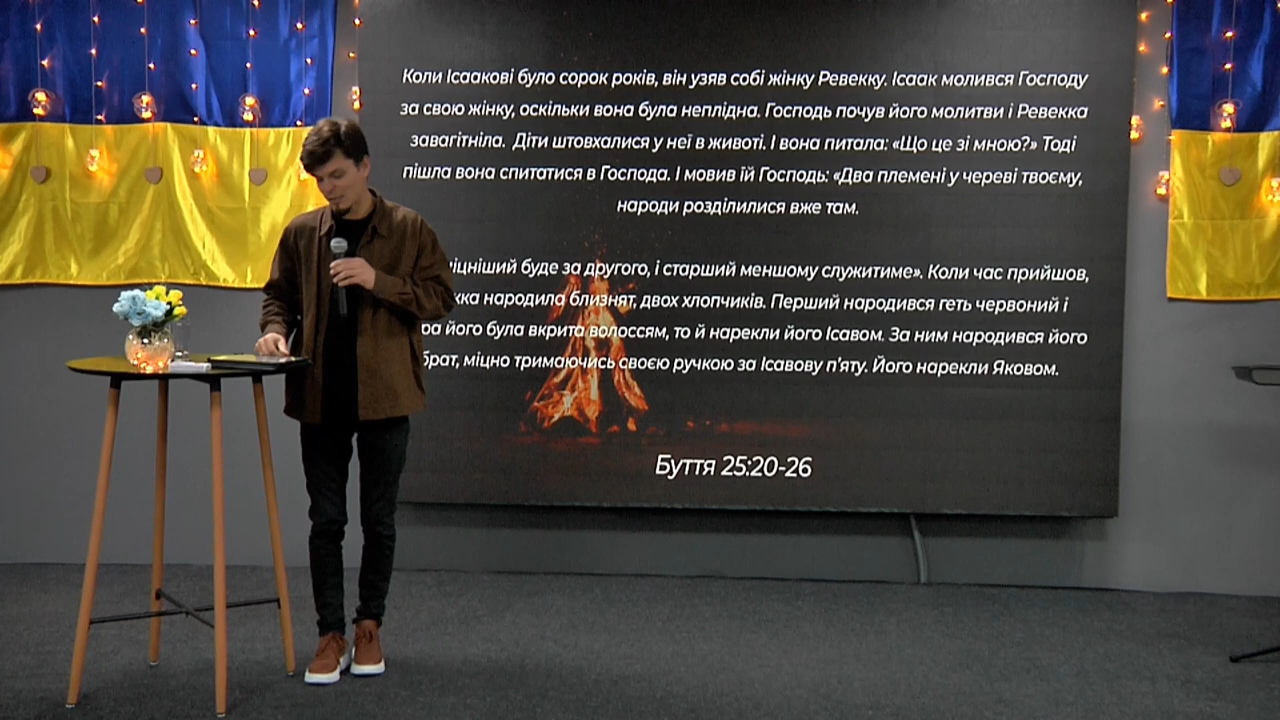 Коли Ісаакові було сорок років, він узяв собі жінку Ревекку. Ісаак молився Господу
за свою жінку, оскільки вона була неплідна. Господь почув його молитви і Ревекка
завагітніла. Діти штовхалися у неї в животі. І вона питала: «Що це зі мною?» Тоді
пішла вона спитатися в Господа. І мовив їй Господь: «Два племені у череві твоєму,
народи розділилися вже там.
буде за другого, і старший меншому служитиме». Коли час прийшов,
народила близнят, двох хлопчиків. Перший народився геть червоний і
його була вкрита волоссям, то й нарекли його Ісавом. За ним народився його
брат, міцно тримаючись своєю ручкою за Ісавову п'яту. Його нарекли Яковом.
Буття 25:20-26